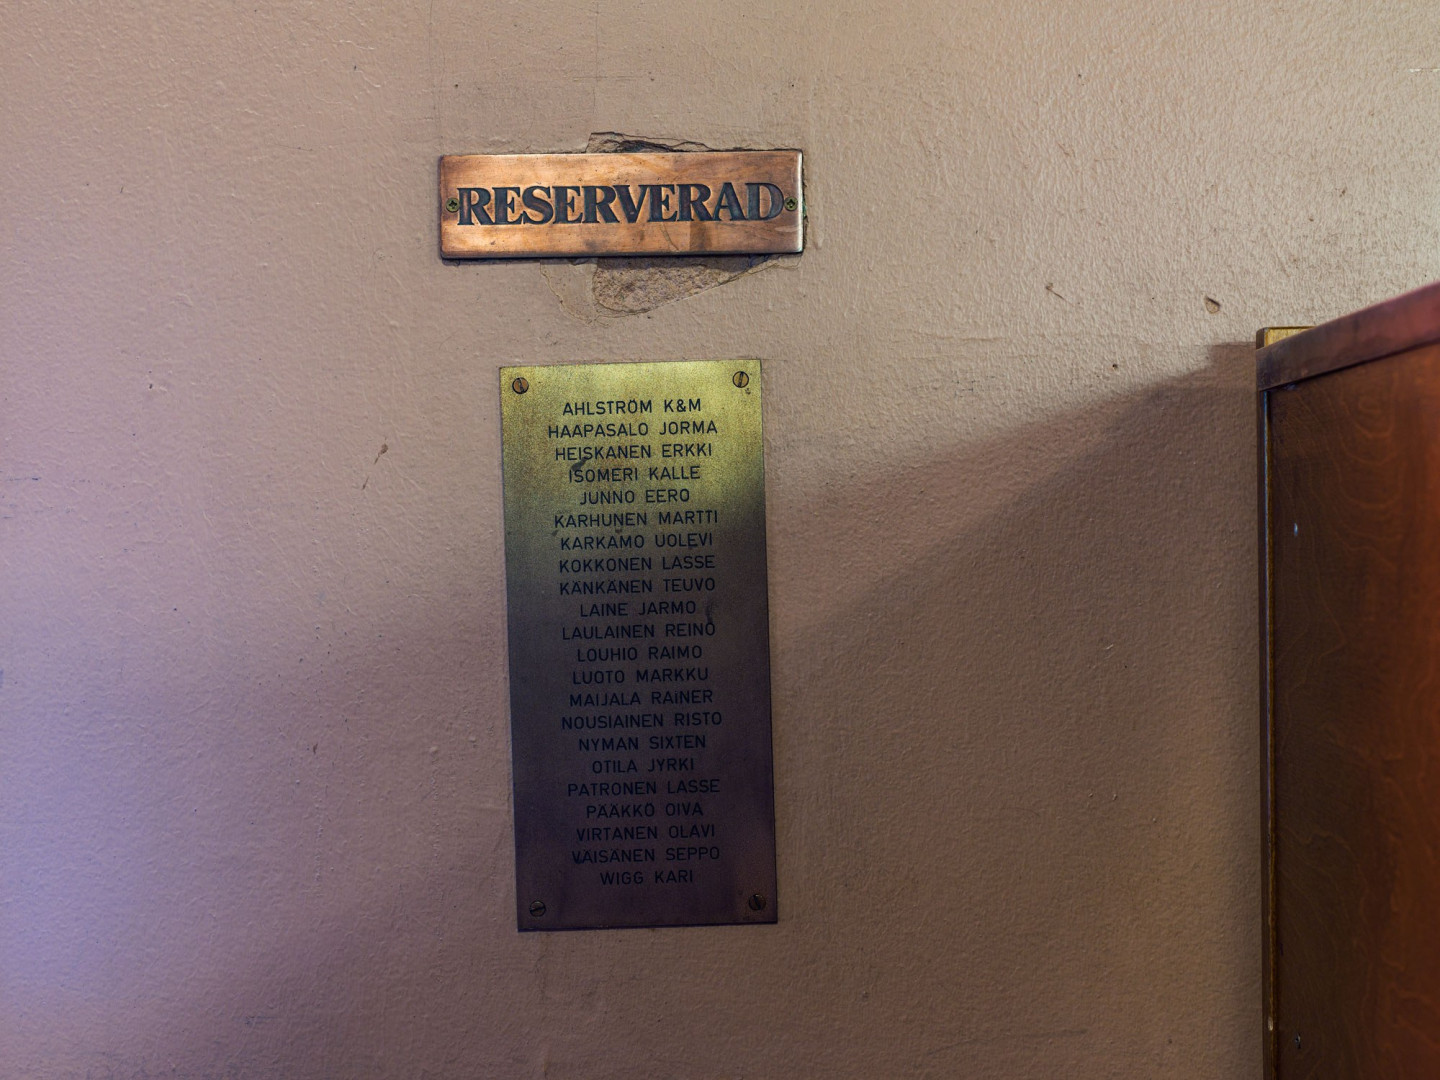 RESERVERAD
AHLSTRÖM K&M
HAAPASALO JORMA
HEISKANEN ERKKI
ISOMERI KALLE
JUNNO EERO
KARHUNEN MARTTI
KARKAMO UOLEVI
KOKKONEN LASSE
KÄNKÄNEN TEUVO
LAINE JARMO
LAULAINEN REINO
LOUHIO RAIMO
LUOTO MARKKU
MAIJALA RAINER
NOUSIAINEN RISTO
NYMAN SIXTEN
OTILA JYRKI
PATRONEN LASSE
PÄÄKKÖ OIVA
VIRTANEN OLAVI
VÄISÄNEN SEPPO
WIGG KARI